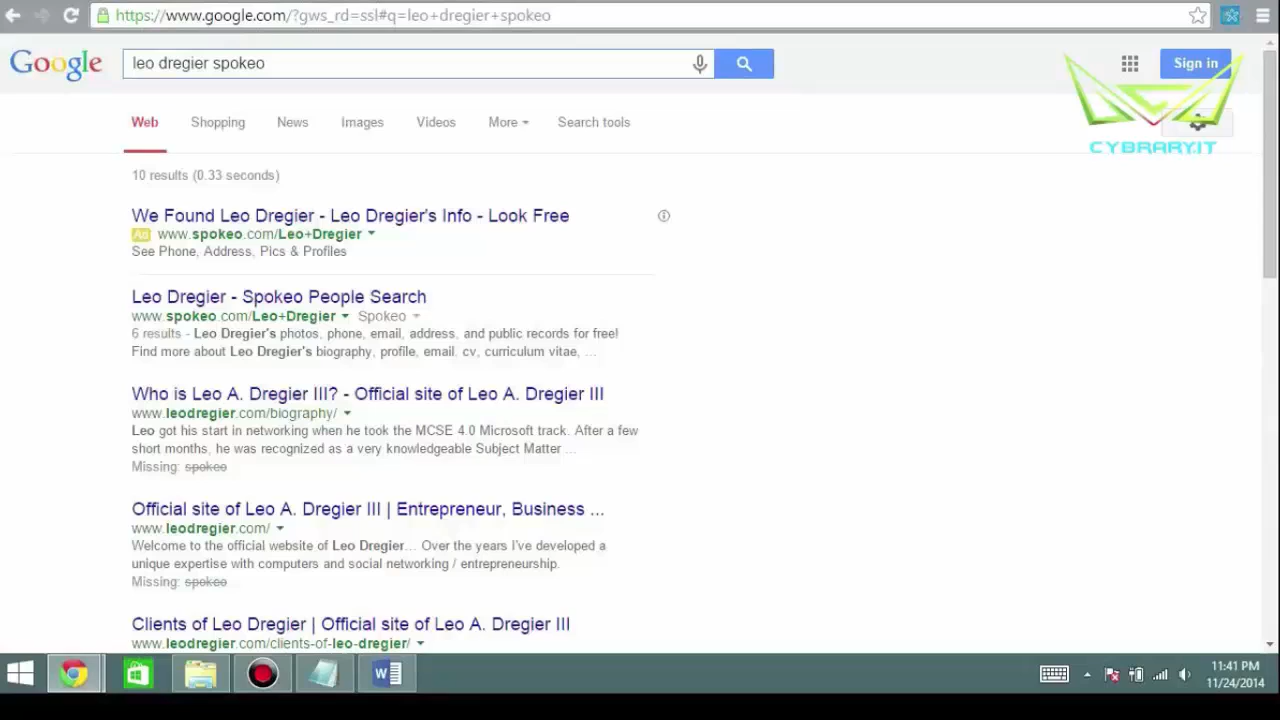 https://www.google.com/?gws_rd=ssl#q=leo+dregier+spokeo
Google
leo dregier spokeo
Sign in
Web Shopping News Images Videos More Search tools
CYBRARY.IT
10 results (0.33 seconds)
We Found Leo Dregier - Leo Dregier's Info - Look Free
Ad www.spokeo.com/Leo+Dregier
See Phone, Address, Pics & Profiles
Leo Dregier - Spokeo People Search
www.spokeo.com/Leo+Dregier Spokeo
6 results - Leo Dregier's photos, phone, email, address, and public records for free!
Find more about Leo Dregier's biography, profile, email. cv, curriculum vitae, ...
Who is Leo A. Dregier III? - Official site of Leo A. Dregier III
www.leodregier.com/biography/
Leo got his start in networking when he took the MCSE 4.0 Microsoft track. After a few
short months, he was recognized as a very knowledgeable Subject Matter ...
Missing: spokeo
Official site of Leo A. Dregier III | Entrepreneur, Business ...
www.leodregier.com/
Welcome to the official website of Leo Dregier... Over the years I've developed a
unique expertise with computers and social networking / entrepreneurship.
Missing: spokeo
Clients of Leo Dregier | Official site of Leo A. Dregier III
www.leodregier.com/clients-of-leo-dregier/
11:41 PM
11/24/2014